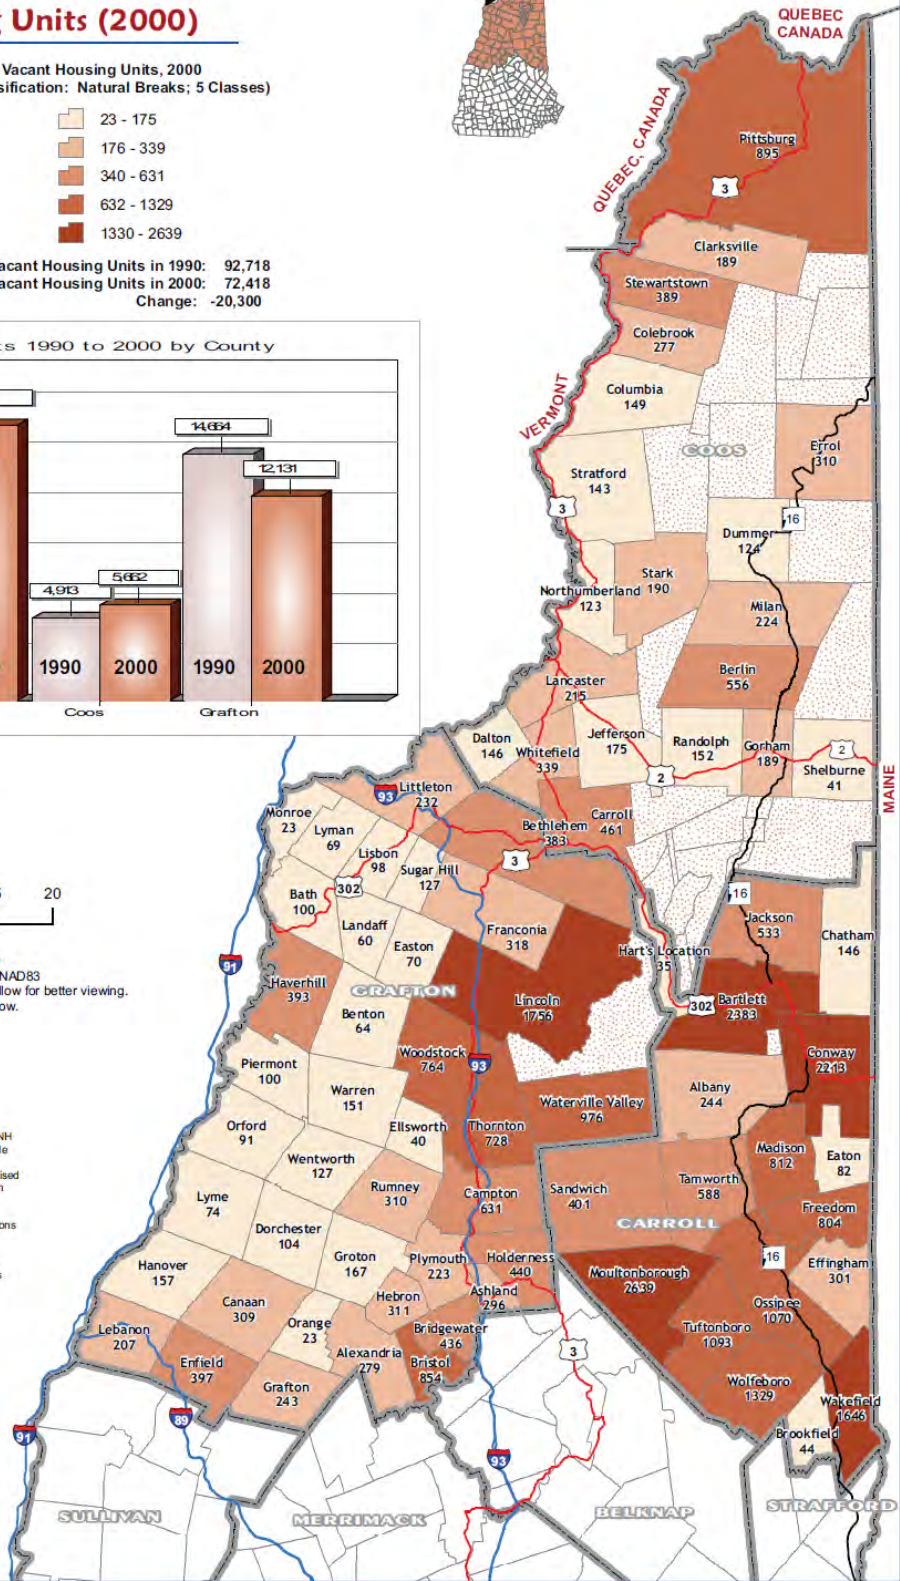 Units (2000)
Vacant Housing Units, 2000
sification: Natural Breaks; 5 Classes)
23 - 175
176 - 339
340 - 631
632 - 1329
1330 - 2639
acant Housing Units in 1990: 92,718
acant Housing Units in 2000: 72,418
Change: -20,300
ts 1990 to 2000 by County
14,664
12,131
4,913
5,662
1990
2000
1990
2000
Coos
Grafton
20
NAD83
llow for better viewing.
ow.
NH
ised
ons
QUEBEC
CANADA
QUEBEC, CANADA
VERMONT
MAINE
Pittsburg
895
3
Clarksville
189
Stewartstown
389
Colebrook
277
Columbia
149
COOS
Errol
310
Stratford
143
3
16
Dummer
124
Stark
190
Northumberland
123
Milan
224
Berlin
556
Lancaster
215
Dalton
146
Whitefield
339
Jefferson
175
Randolph
152
Gorham
189
2
2
Shelburne
41
93
Littleton
232
Monroe
23
Lyman
69
Bethlehem
383
Carroll
461
Lisbon
98
Sugar Hill
127
3
302
Bath
100
16
Landaff
60
Franconia
318
Jackson
533
Easton
70
Chatham
146
Hart's Location
35
91
Haverhill
393
GRAFTON
Lincoln
1756
302
Bartlett
2383
Benton
64
Woodstock
764
93
Conway
2213
Piermont
100
Warren
151
Waterville Valley
976
Albany
244
Orford
91
Ellsworth
40
Thornton
728
Wentworth
127
Madison
812
Eaton
82
Lyme
74
Rumney
310
Campton
631
Sandwich
401
Tamworth
588
Freedom
804
CARROLL
Dorchester
104
Groton
167
Plymouth
223
Holderness
440
16
Effingham
301
Hanover
157
Moultonborough
2639
Ashland
296
Hebron
311
Canaan
309
Ossipee
1070
Orange
23
Bridgewater
436
Tuftonboro
1093
Lebanon
207
Alexandria
279
Bristol
854
3
Enfield
397
Grafton
243
Wolfeboro
1329
Wakefield
1646
89
91
Brookfield
44
93
SULLIVAN
MERRIMACK
BELKNAP
STRAFFORD